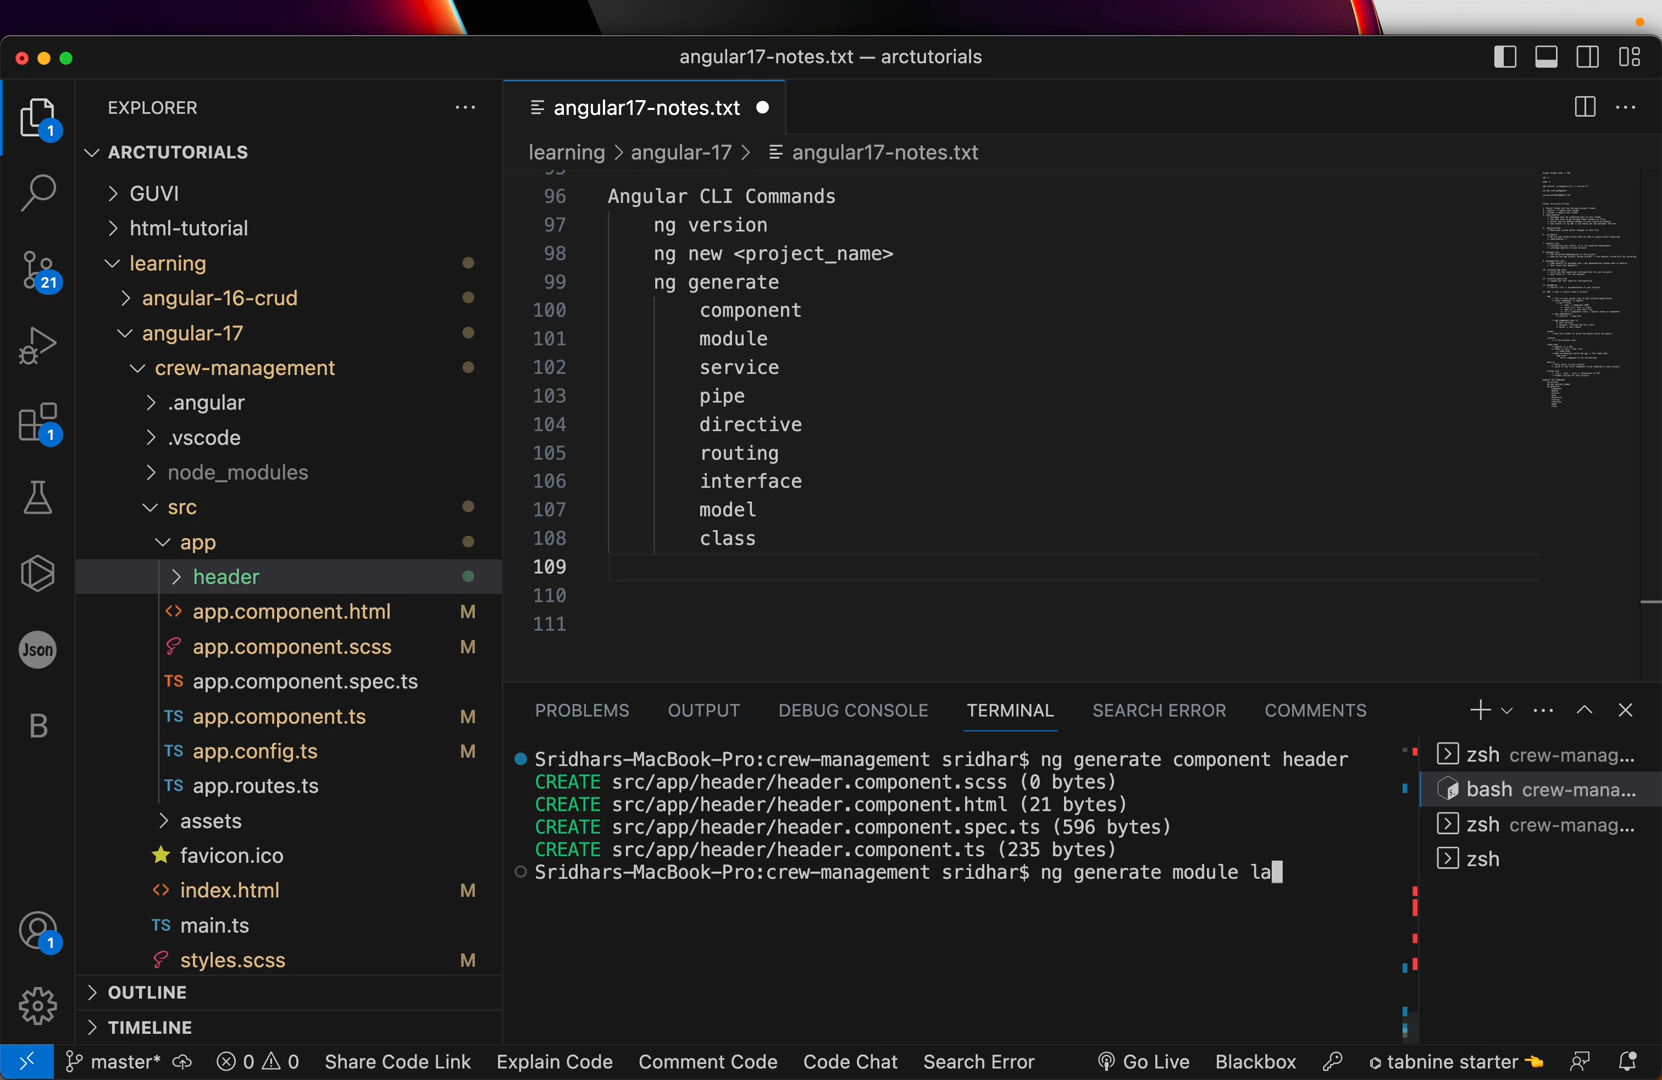 angular17-notes.txt — arctutorials
EXPLORER
ARCTUTORIALS
GUVI
html-tutorial
learning
angular-16-crud
angular-17
crew-management
.angular
.vscode
node_modules
src
app
header
app.component.html M
app.component.scss M
app.component.spec.ts
app.component.ts M
app.config.ts M
app.routes.ts
assets
favicon.ico
index.html M
main.ts
styles.scss M
OUTLINE
TIMELINE
1
21
1
Json
B
1
angular17-notes.txt
learning > angular-17 > angular17-notes.txt
96 Angular CLI Commands
97 ng version
98 ng new <project_name>
99 ng generate
100 component
101 module
102 service
103 pipe
104 directive
105 routing
106 interface
107 model
108 class
109
110
111
PROBLEMS OUTPUT DEBUG CONSOLE TERMINAL SEARCH ERROR COMMENTS
Sridhars-MacBook-Pro:crew-management sridhar$ ng generate component header
CREATE src/app/header/header.component.scss (0 bytes)
CREATE src/app/header/header.component.html (21 bytes)
CREATE src/app/header/header.component.spec.ts (596 bytes)
CREATE src/app/header/header.component.ts (235 bytes)
Sridhars-MacBook-Pro:crew-management sridhar$ ng generate module la
zsh crew-manag...
bash crew-mana...
zsh crew-manag...
zsh
master* 0 0 Share Code Link Explain Code Comment Code Code Chat Search Error Go Live Blackbox tabnine starter